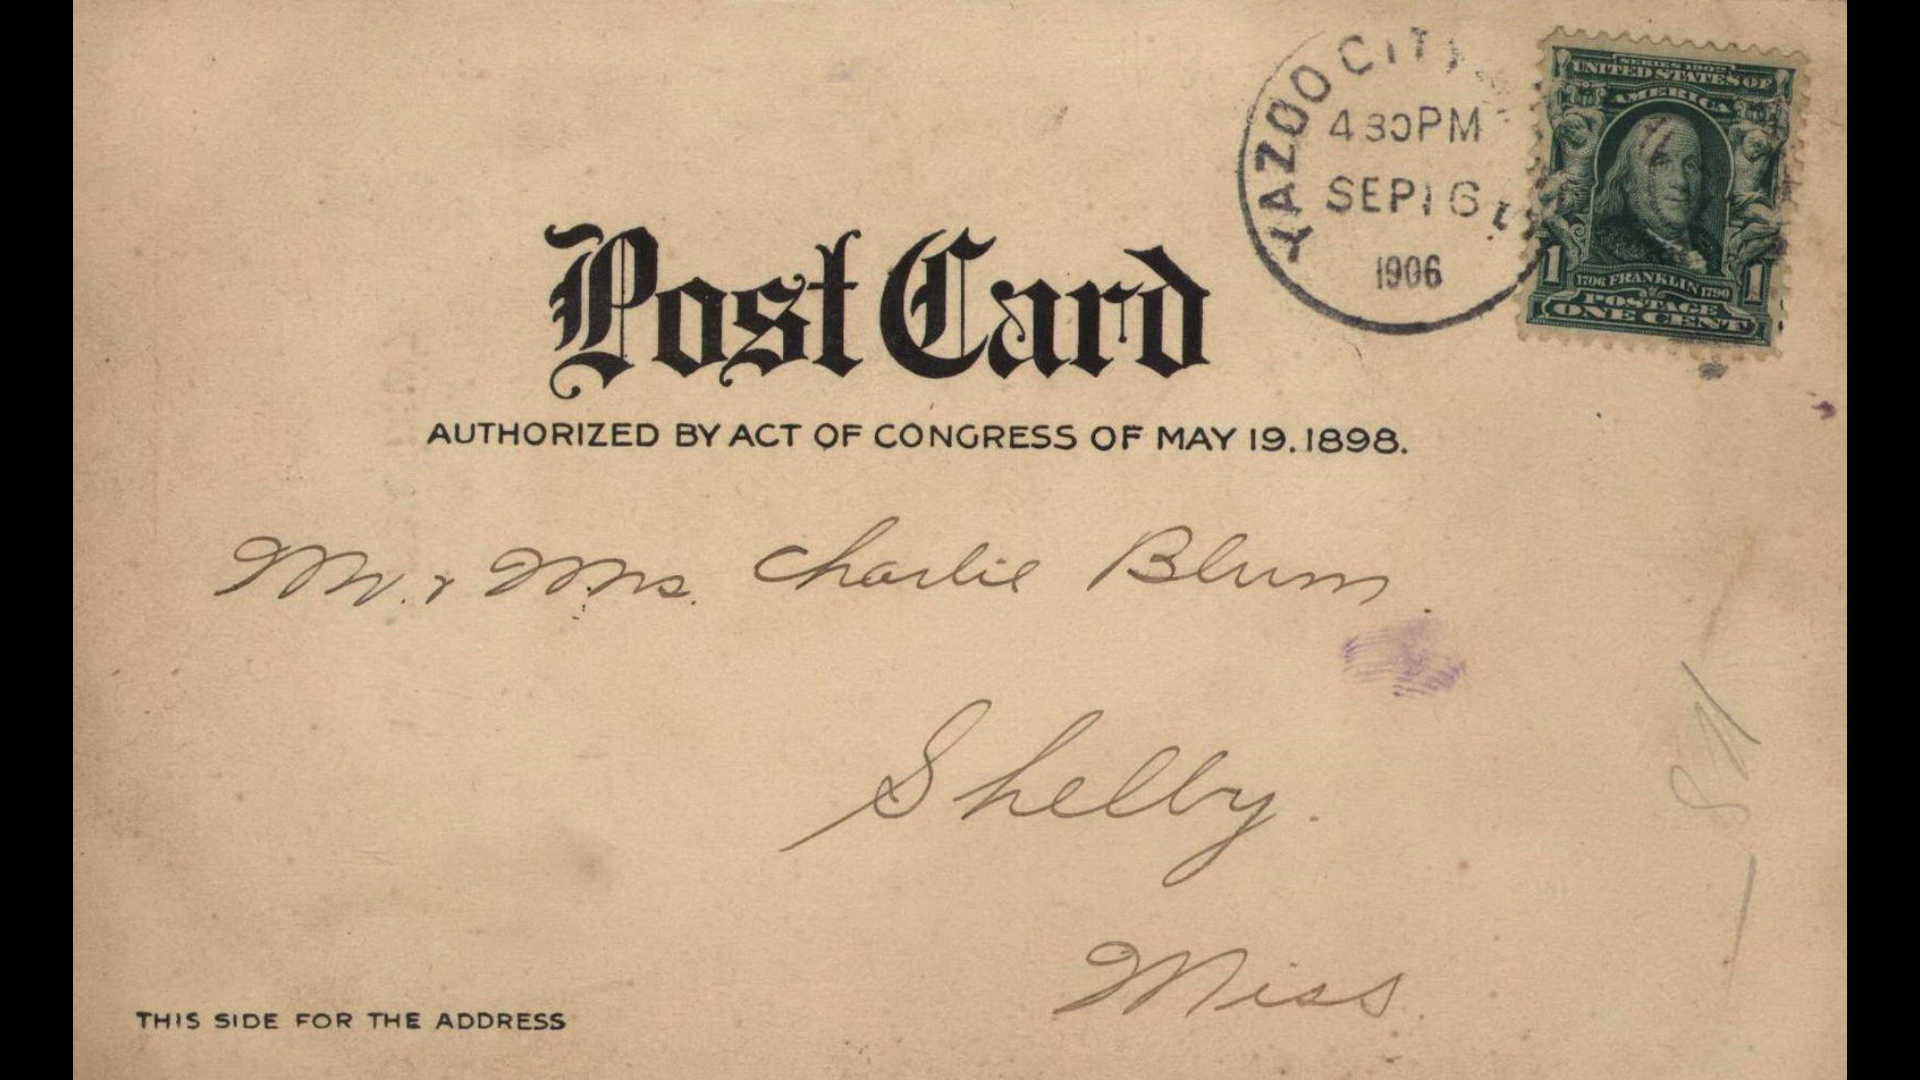 YAZOO CITY
4 30 PM
SEP 16
1906
SERIES 1902
UNITED STATES OF
AMERICA
1 1706 FRANKLIN 1790 1
POSTAGE
ONE CENT
Post Card
AUTHORIZED BY ACT OF CONGRESS OF MAY 19. 1898.
Mr. & Mrs. Charlie Blum.
Shelby.
Miss.
THIS SIDE FOR THE ADDRESS